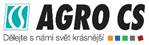 AGRO CS
Dělejte s námi svět krásnější